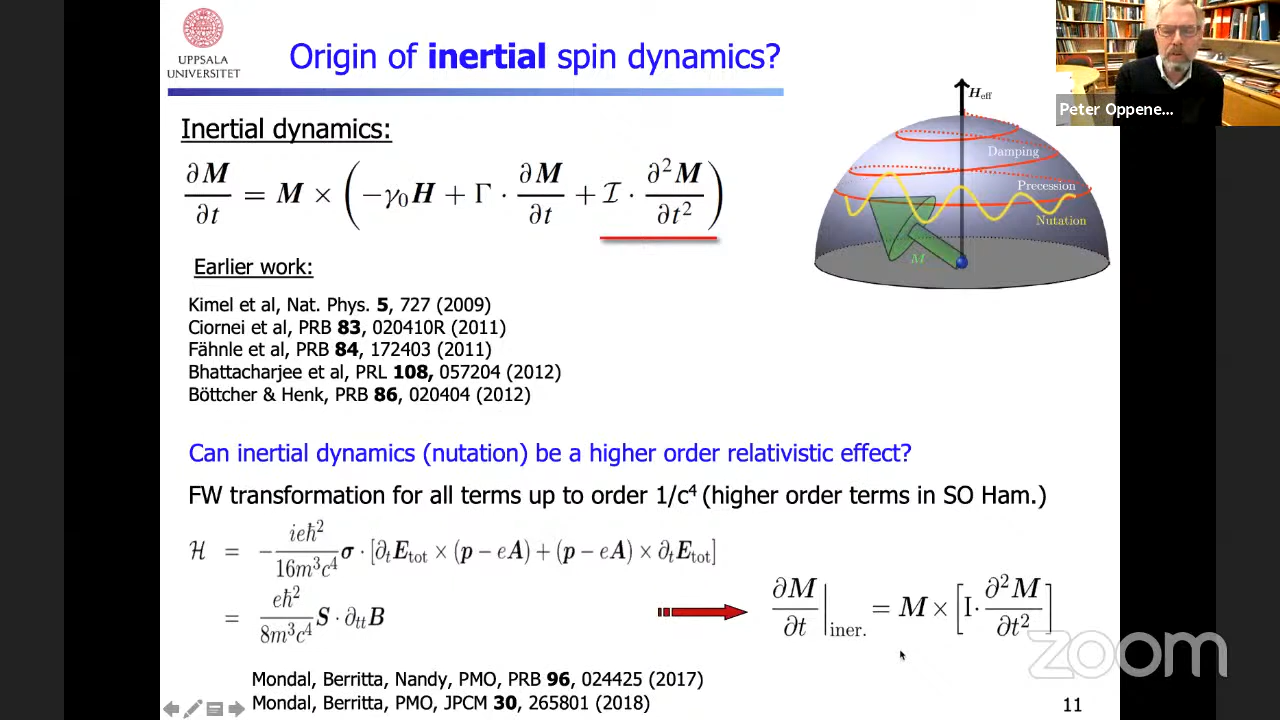 UPPSALA
UNIVERSITET
Origin of inertial spin dynamics?
Peter Oppene...
Inertial dynamics:
∂M/∂t = M × (−γ₀H + Γ · ∂M/∂t + ℐ · ∂²M/∂t²)
H_eff
Damping
Precession
Nutation
M
Earlier work:
Kimel et al, Nat. Phys. 5, 727 (2009)
Ciornei et al, PRB 83, 020410R (2011)
Fähnle et al, PRB 84, 172403 (2011)
Bhattacharjee et al, PRL 108, 057204 (2012)
Böttcher & Henk, PRB 86, 020404 (2012)
Can inertial dynamics (nutation) be a higher order relativistic effect?
FW transformation for all terms up to order 1/c⁴ (higher order terms in SO Ham.)
ℋ = −ieℏ²/16m³c⁴ σ · [∂ₜE_tot × (p − eA) + (p − eA) × ∂ₜE_tot]
= eℏ²/8m³c⁴ S · ∂ₜₜB
∂M/∂t|iner. = M × [I · ∂²M/∂t²]
zoom
Mondal, Berritta, Nandy, PMO, PRB 96, 024425 (2017)
Mondal, Berritta, PMO, JPCM 30, 265801 (2018)
11